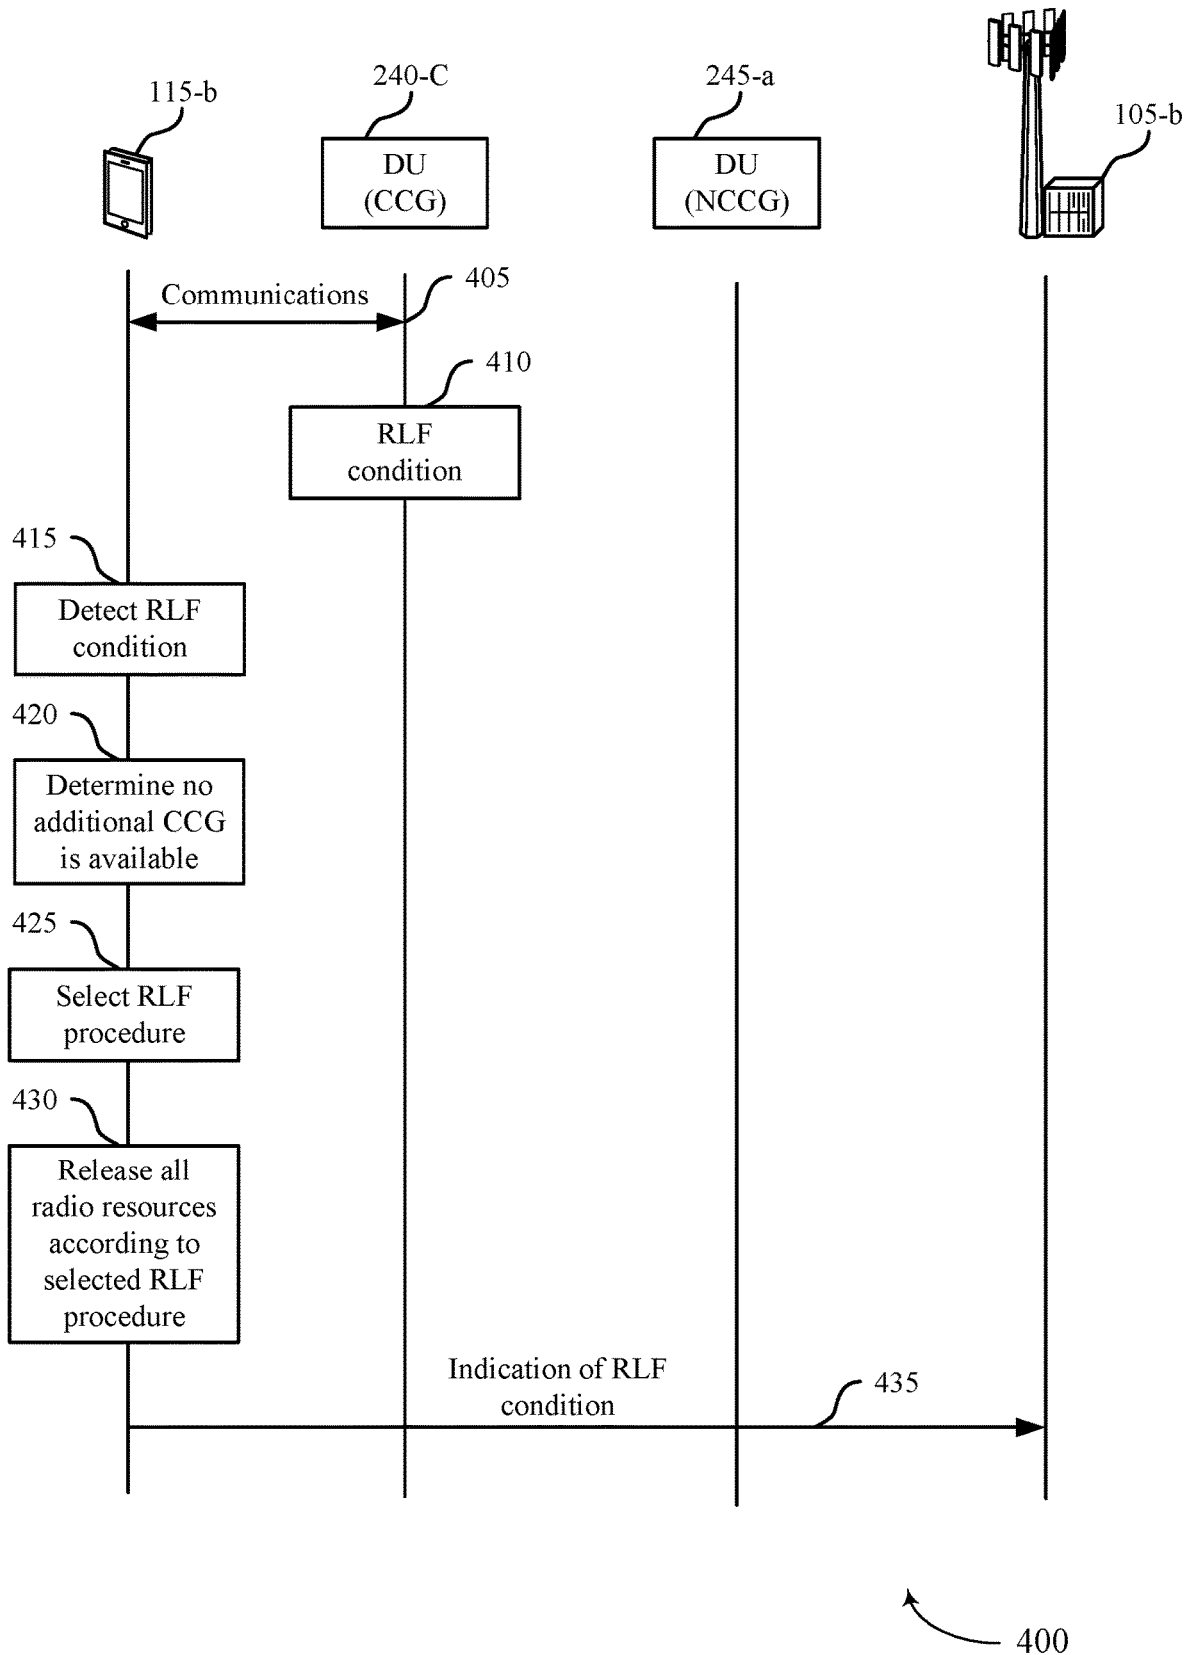 115-b
240-C
245-a
105-b
DU
(CCG)
DU
(NCCG)
Communications
405
410
RLF
condition
415
Detect RLF
condition
420
Determine no
additional CCG
is available
425
Select RLF
procedure
430
Release all
radio resources
according to
selected RLF
procedure
Indication of RLF
condition
435
400